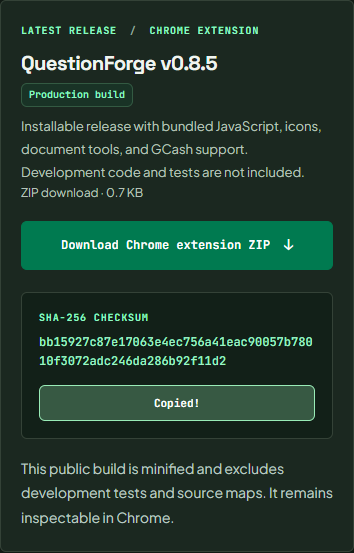 LATEST RELEASE / CHROME EXTENSION
QuestionForge v0.8.5
Production build
Installable release with bundled JavaScript, icons,
document tools, and GCash support.
Development code and tests are not included.
ZIP download · 0.7 KB
Download Chrome extension ZIP ↓
SHA-256 CHECKSUM
bb15927c87e17063e4ec756a41eac90057b780
10f3072adc246da286b92f11d2
Copied!
This public build is minified and excludes
development tests and source maps. It remains
inspectable in Chrome.